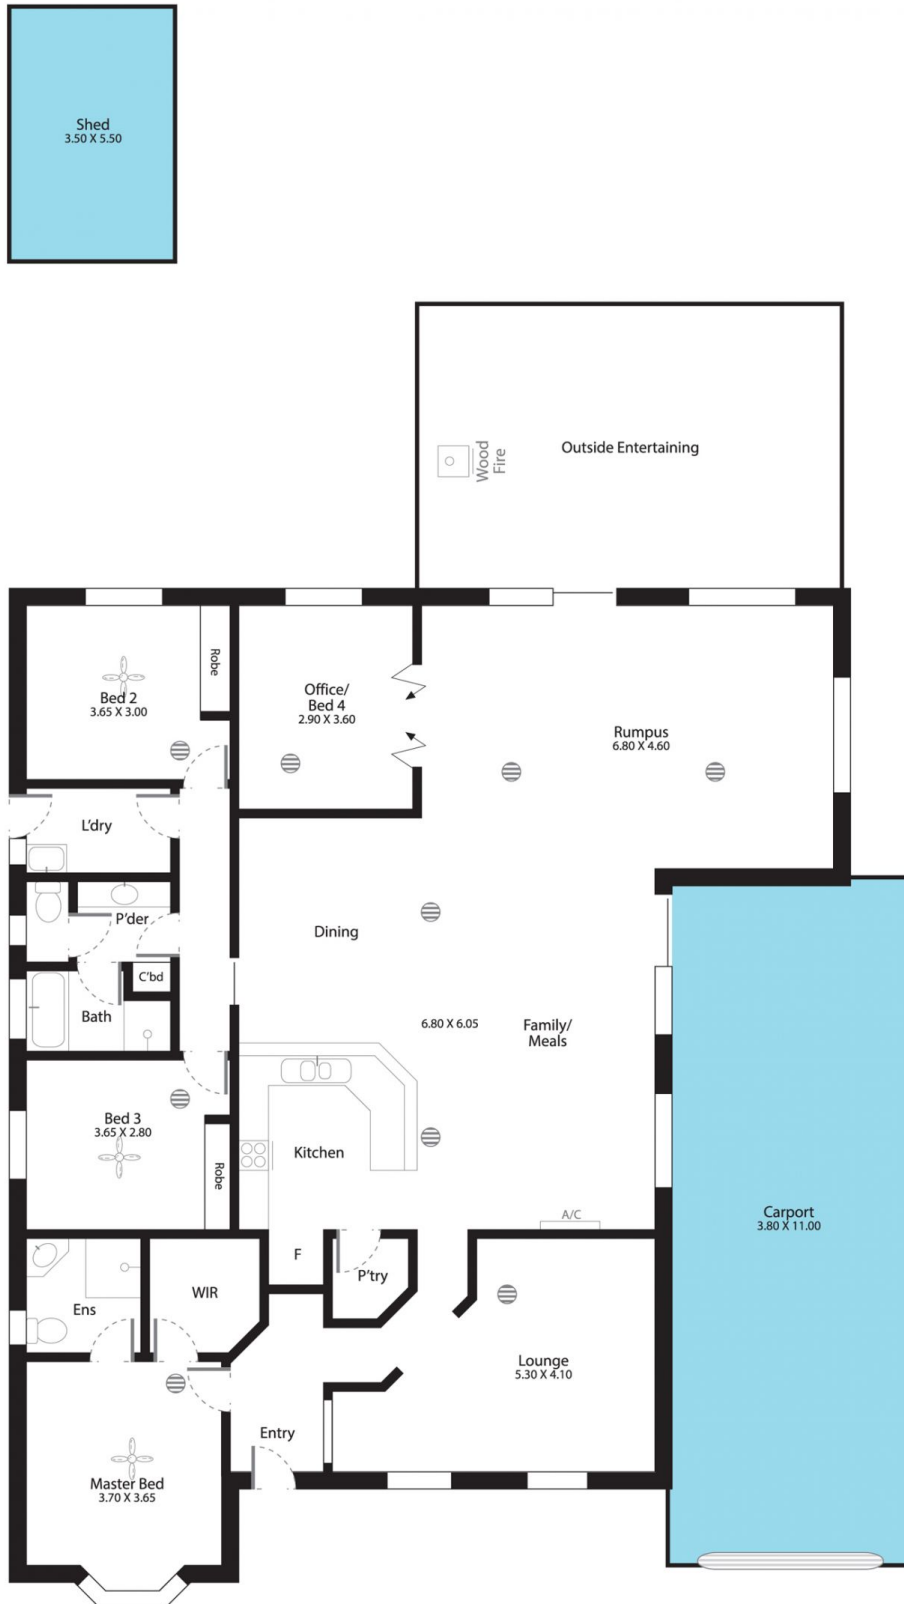 Shed
3.50 X 5.50
Outside Entertaining
Wood
Fire
Robe
Bed 2
3.65 X 3.00
Office/
Bed 4
2.90 X 3.60
Rumpus
6.80 X 4.60
L'dry
P'der
Dining
C'bd
Bath
6.80 X 6.05
Family/
Meals
Bed 3
3.65 X 2.80
Robe
Kitchen
Carport
3.80 X 11.00
A/C
F
P'try
WIR
Ens
Lounge
5.30 X 4.10
Entry
Master Bed
3.70 X 3.65